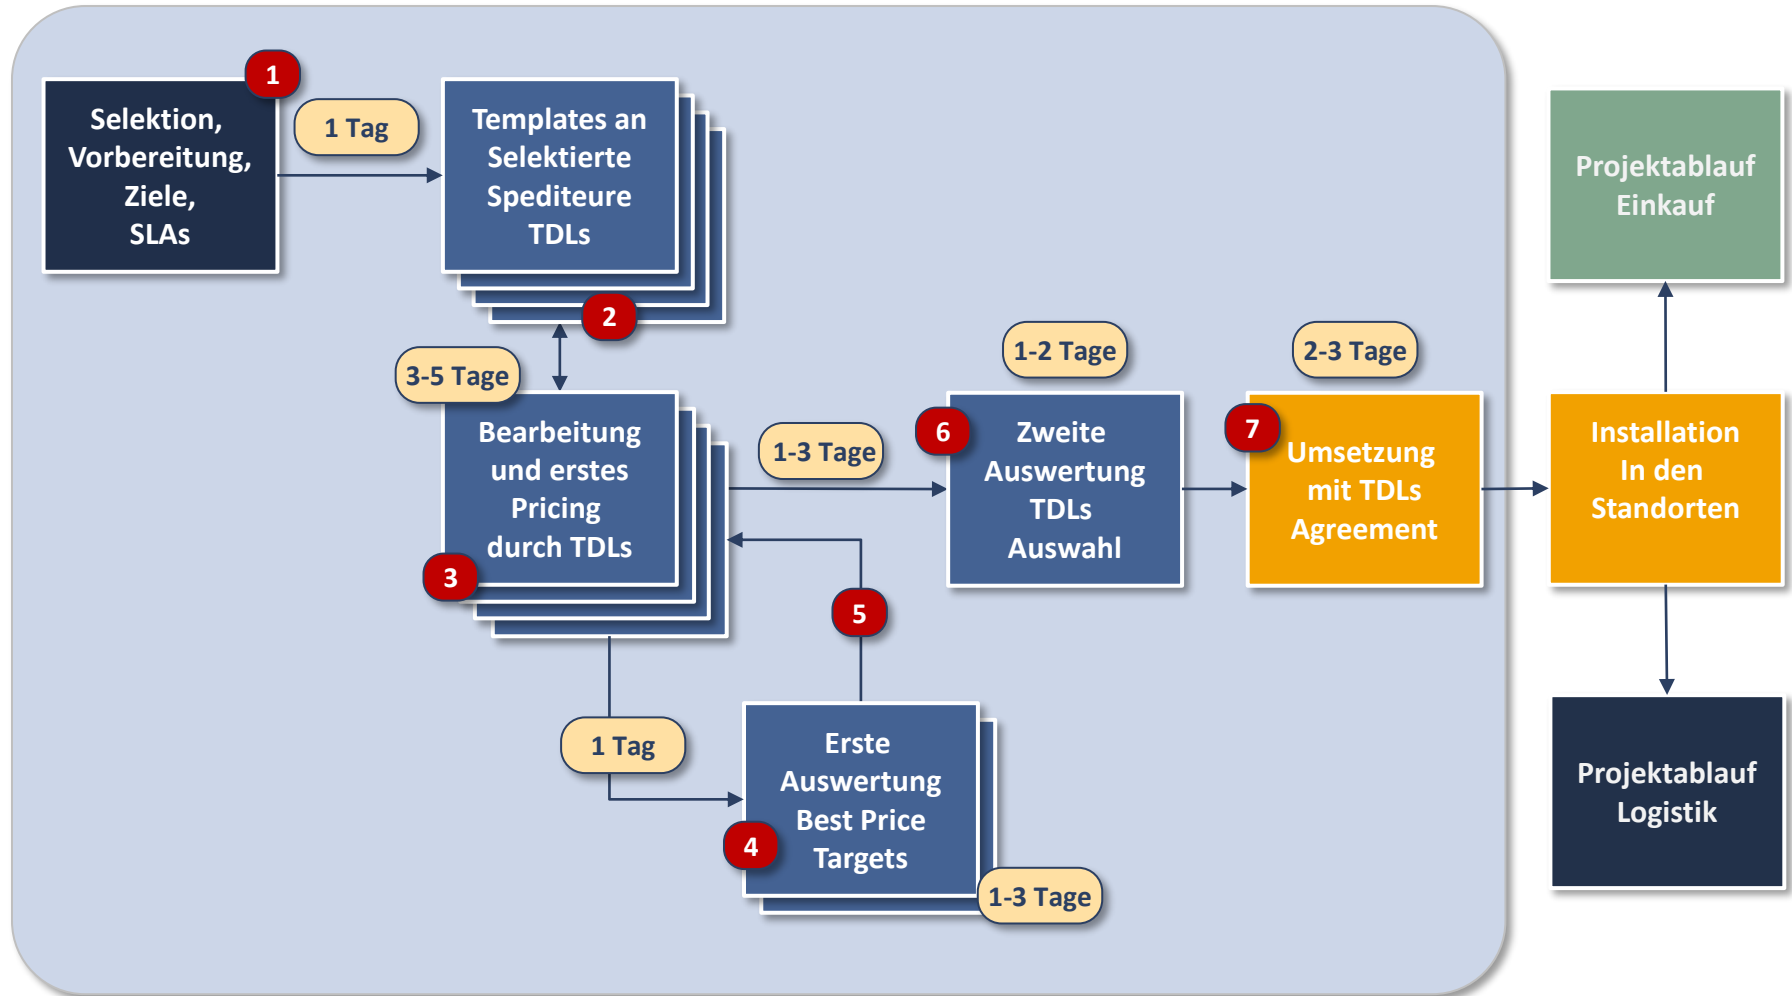 1
Selektion,
Vorbereitung,
Ziele,
SLAs
1 Tag
Templates an
Selektierte
Spediteure
TDLs
2
3-5 Tage
Bearbeitung
und erstes
Pricing
durch TDLs
3
1 Tag
Erste
Auswertung
Best Price
Targets
4
1-3 Tage
5
1-3 Tage
1-2 Tage
6
Zweite
Auswertung
TDLs
Auswahl
2-3 Tage
7
Umsetzung
mit TDLs
Agreement
Installation
In den
Standorten
Projektablauf
Einkauf
Projektablauf
Logistik